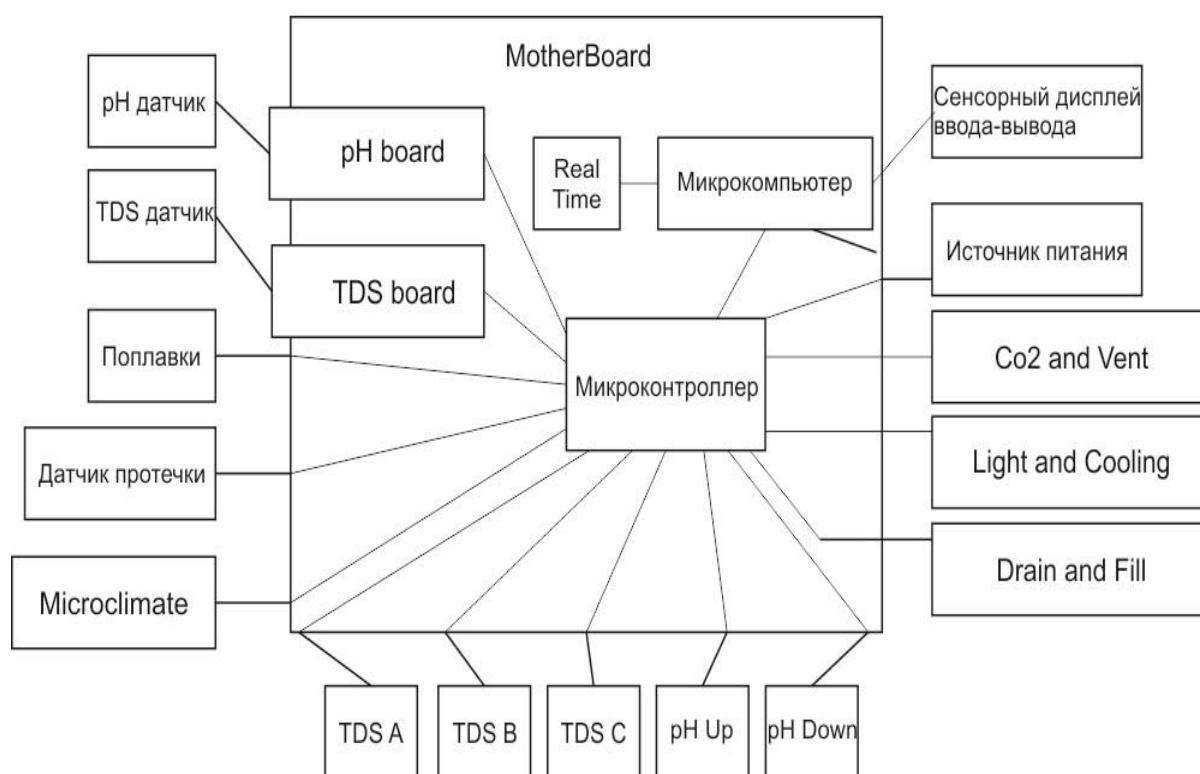 MotherBoard
pH датчик
pH board
Real
Time
Микрокомпьютер
Сенсорный дисплей
ввода-вывода
TDS датчик
TDS board
Источник питания
Поплавки
Микроконтроллер
Co2 and Vent
Датчик протечки
Light and Cooling
Microclimate
Drain and Fill
TDS A
TDS B
TDS C
pH Up
pH Down